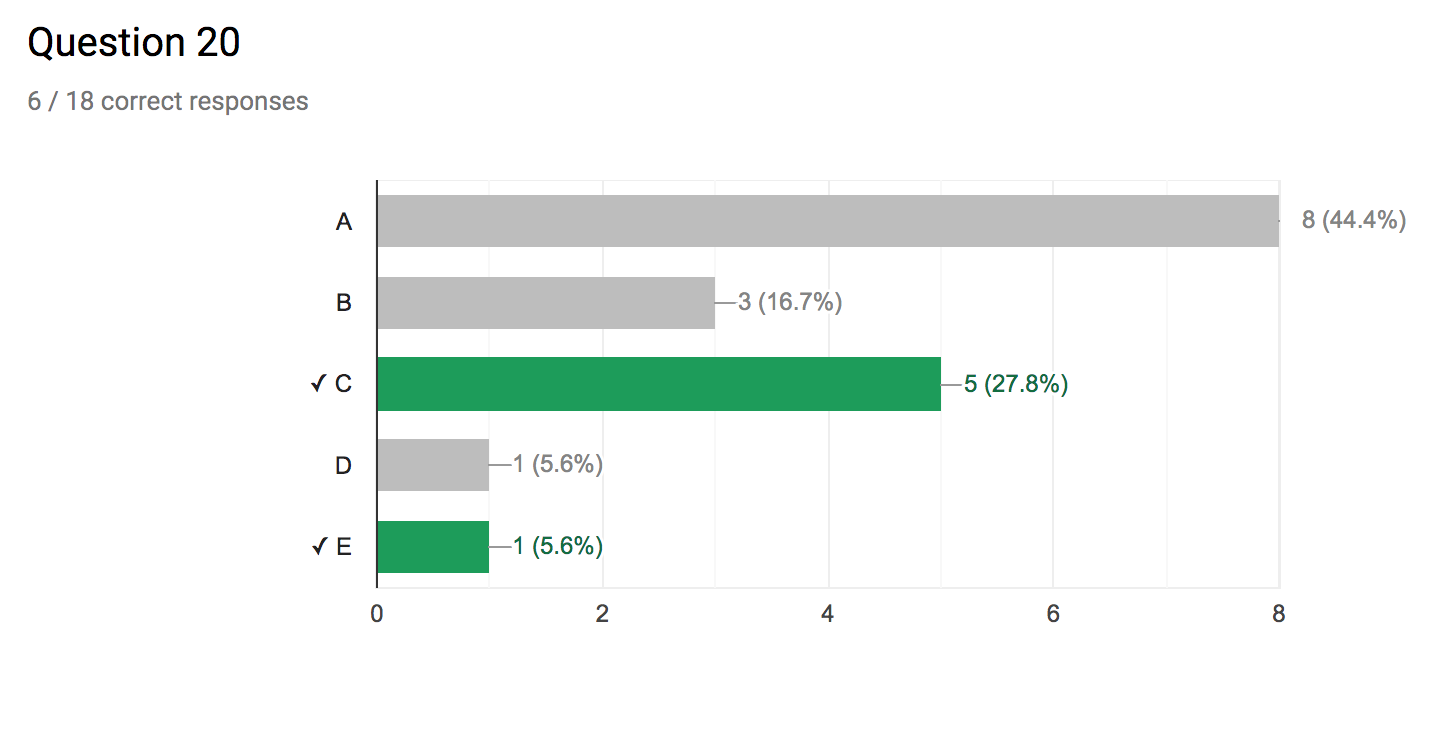 Question 20
6 / 18 correct responses
A 8 (44.4%)
B 3 (16.7%)
✓ C 5 (27.8%)
D 1 (5.6%)
✓ E 1 (5.6%)
0 2 4 6 8